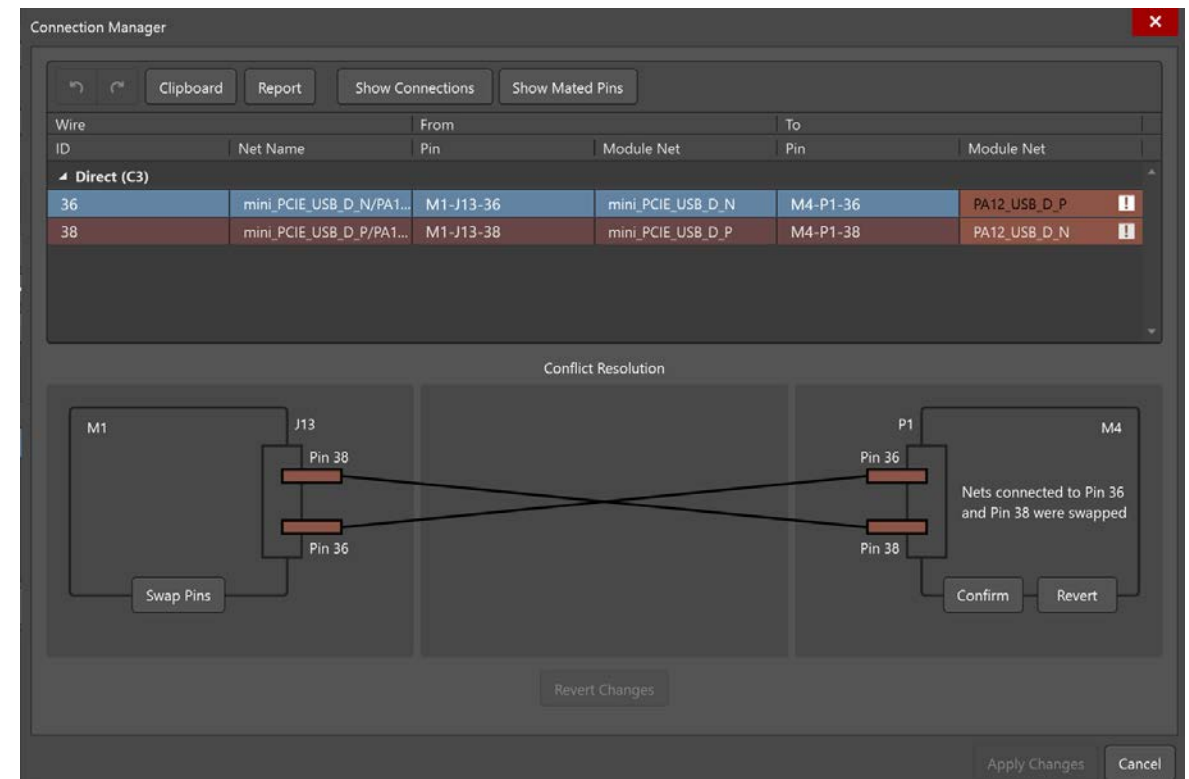 Connection Manager
Clipboard Report Show Connections Show Mated Pins
Wire From To
ID Net Name Pin Module Net Pin Module Net
Direct (C3)
36 mini_PCIE_USB_D_N/PA1... M1-J13-36 mini_PCIE_USB_D_N M4-P1-36 PA12_USB_D_P
38 mini_PCIE_USB_D_P/PA1... M1-J13-38 mini_PCIE_USB_D_P M4-P1-38 PA12_USB_D_N
Conflict Resolution
M1 J13 P1 M4
Pin 38 Pin 36
Nets connected to Pin 36
and Pin 38 were swapped
Pin 36 Pin 38
Swap Pins Confirm Revert
Revert Changes
Apply Changes Cancel